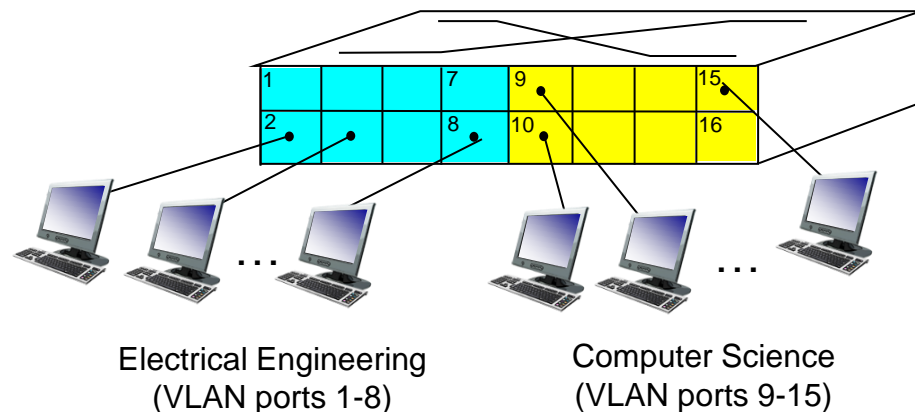 1 7 9 15
2 8 10 16
... ...
Electrical Engineering
(VLAN ports 1-8)
Computer Science
(VLAN ports 9-15)